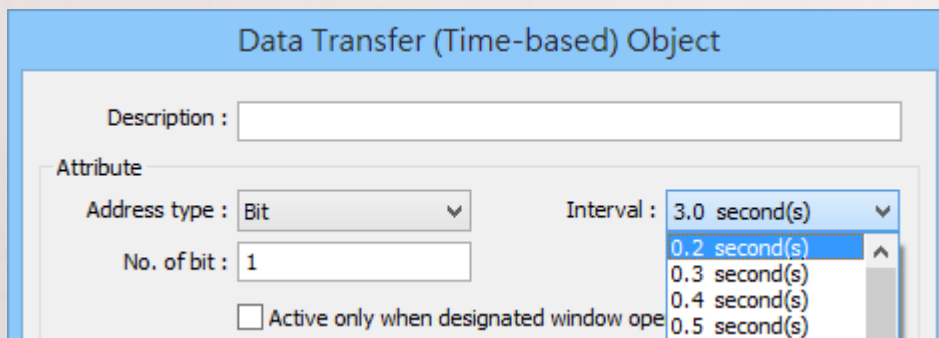 Data Transfer (Time-based) Object
Description :
Attribute
Address type : Bit
Interval : 3.0 second(s)
0.2 second(s)
No. of bit : 1
0.3 second(s)
0.4 second(s)
Active only when designated window ope
0.5 second(s)